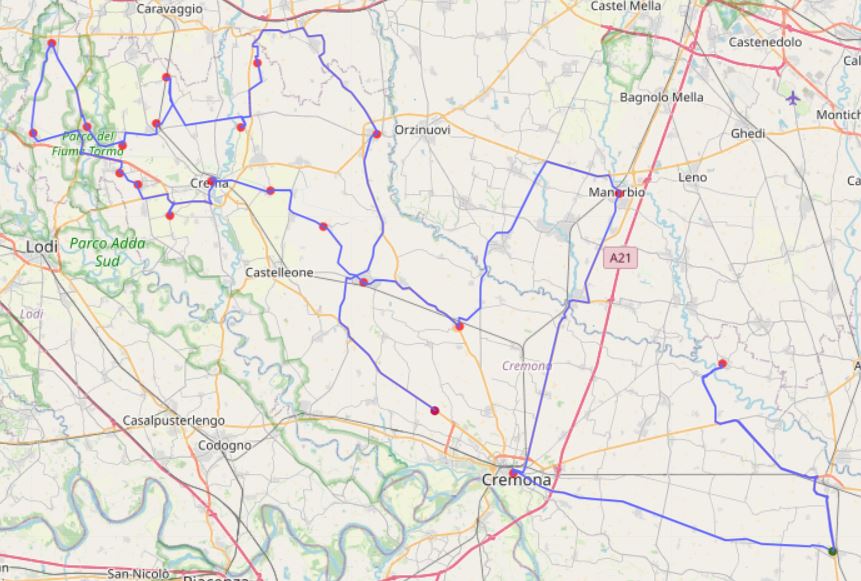 Caravaggio
Castel Mella
Castenedolo
Cal
Bagnolo Mella
Montich
Orzinuovi
Ghedi
Parco del
Fiume Tormo
Crema
Leno
Manerbio
Ca
Lodi
Parco Adda
Sud
A21
Castelleone
Lodi
Cremona
A
Casalpusterlengo
Codogno
Cremona
San Nicolò
Piacenza